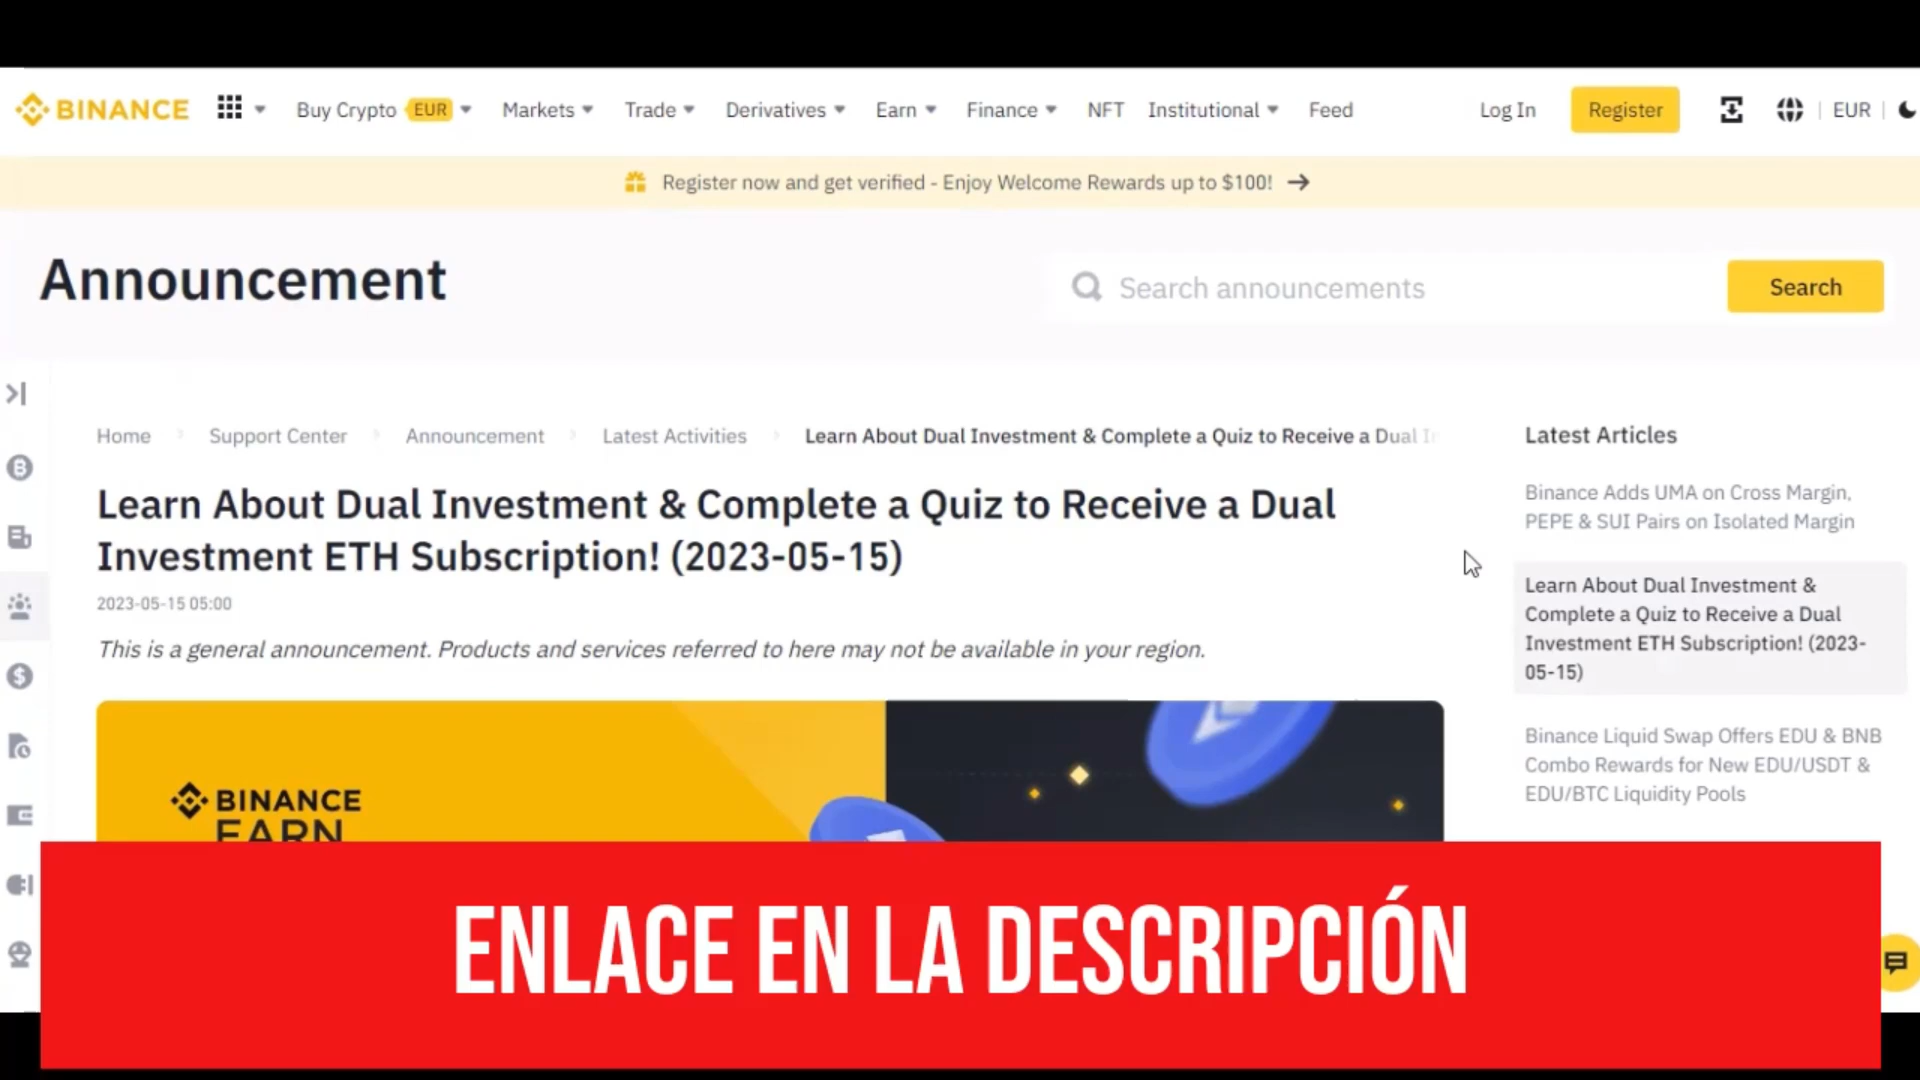 BINANCE
Buy Crypto EUR
Markets
Trade
Derivatives
Earn
Finance
NFT
Institutional
Feed
Log In
Register
EUR
Register now and get verified - Enjoy Welcome Rewards up to $100!
Announcement
Search announcements
Search
Home
Support Center
Announcement
Latest Activities
Learn About Dual Investment & Complete a Quiz to Receive a Dual
Learn About Dual Investment & Complete a Quiz to Receive a Dual
Investment ETH Subscription! (2023-05-15)
2023-05-15 05:00
This is a general announcement. Products and services referred to here may not be available in your region.
BINANCE
EARN
Latest Articles
Binance Adds UMA on Cross Margin,
PEPE & SUI Pairs on Isolated Margin
Learn About Dual Investment &
Complete a Quiz to Receive a Dual
Investment ETH Subscription! (2023-
05-15)
Binance Liquid Swap Offers EDU & BNB
Combo Rewards for New EDU/USDT &
EDU/BTC Liquidity Pools
ENLACE EN LA DESCRIPCIÓN